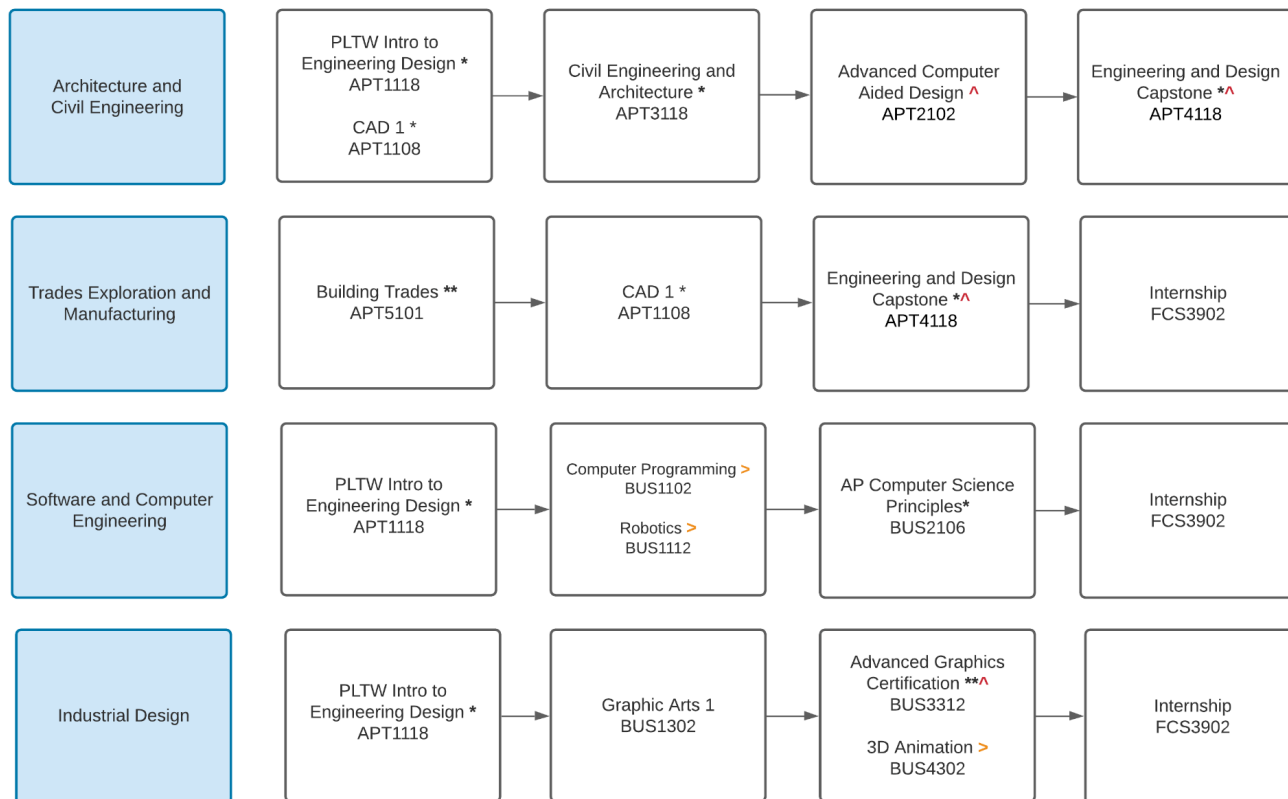 Architecture and
Civil Engineering
PLTW Intro to
Engineering Design *
APT1118
CAD 1 *
APT1108
Civil Engineering and
Architecture *
APT3118
Advanced Computer
Aided Design ^
APT2102
Engineering and Design
Capstone *^
APT4118
Trades Exploration and
Manufacturing
Building Trades **
APT5101
CAD 1 *
APT1108
Engineering and Design
Capstone *^
APT4118
Internship
FCS3902
Software and Computer
Engineering
PLTW Intro to
Engineering Design *
APT1118
Computer Programming >
BUS1102
Robotics >
BUS1112
AP Computer Science
Principles*
BUS2106
Internship
FCS3902
Industrial Design
PLTW Intro to
Engineering Design *
APT1118
Graphic Arts 1
BUS1302
Advanced Graphics
Certification **^
BUS3312
3D Animation >
BUS4302
Internship
FCS3902